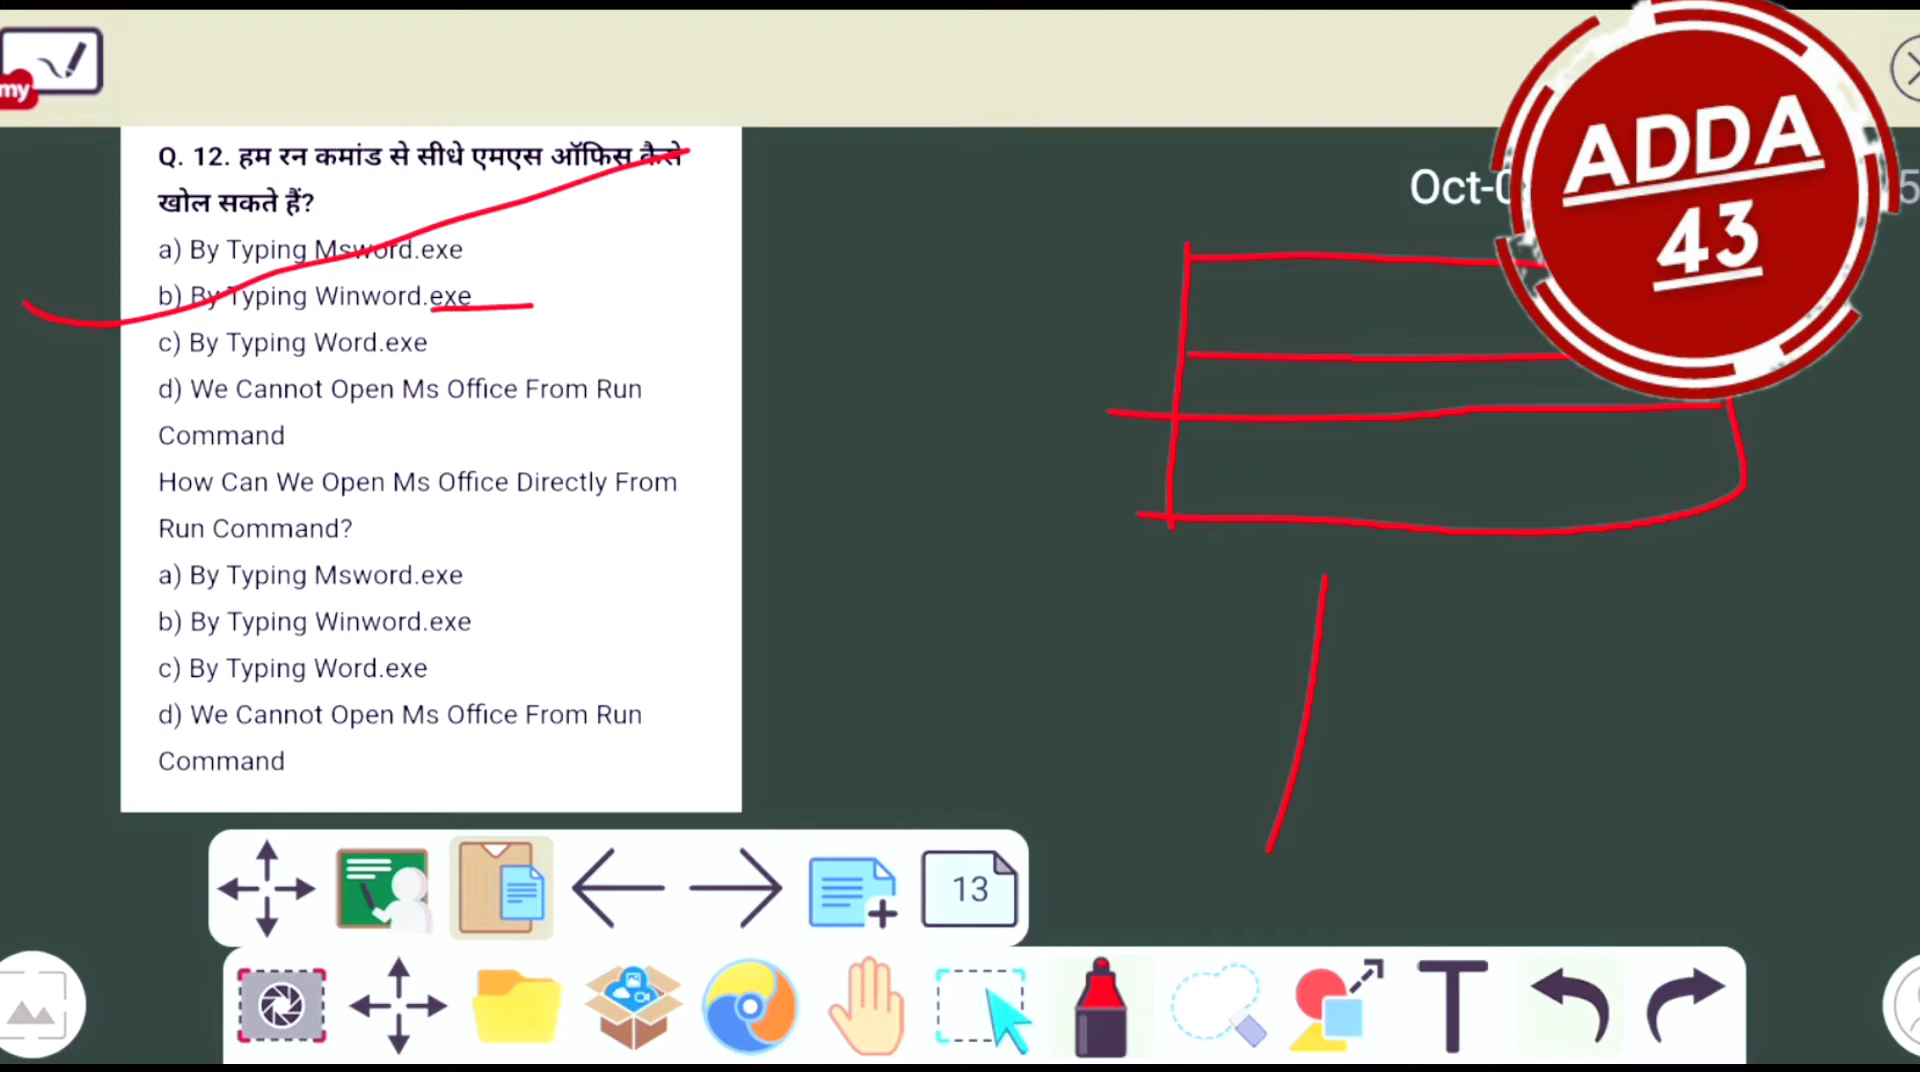 my
Q. 12. हम रन कमांड से सीधे एमएस ऑफिस कैसे
खोल सकते हैं?
a) By Typing Msword.exe
b) By Typing Winword.exe
c) By Typing Word.exe
d) We Cannot Open Ms Office From Run
Command
How Can We Open Ms Office Directly From
Run Command?
a) By Typing Msword.exe
b) By Typing Winword.exe
c) By Typing Word.exe
d) We Cannot Open Ms Office From Run
Command
ADDA
43
13
T